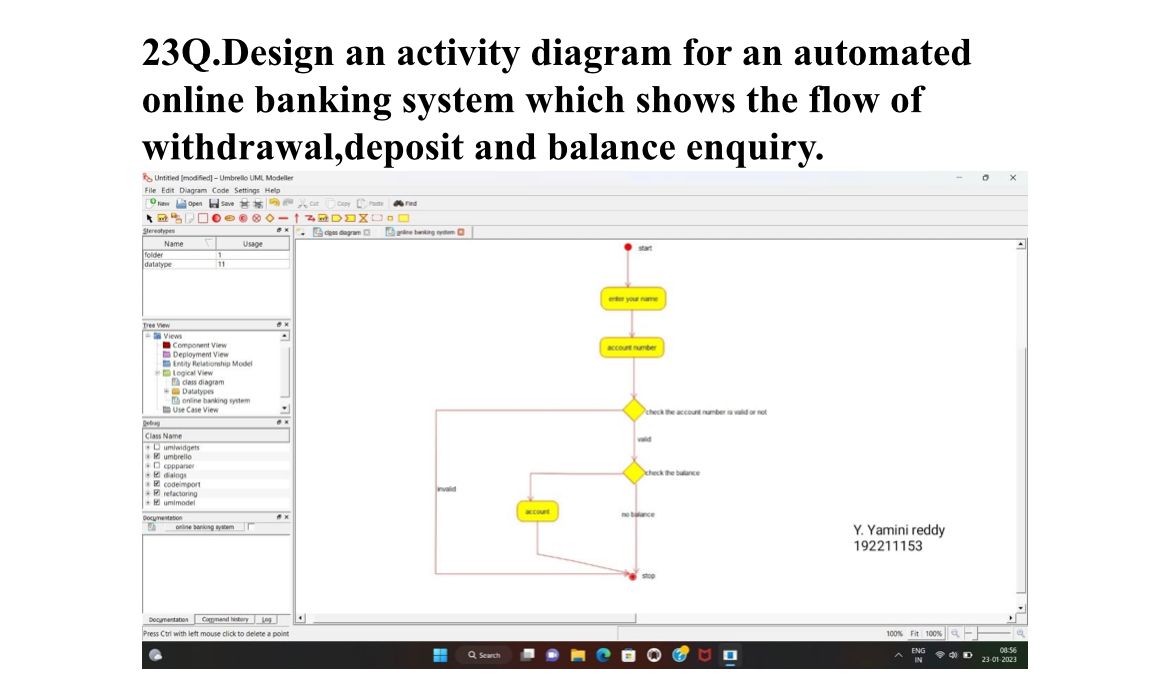 23Q.Design an activity diagram for an automated
online banking system which shows the flow of
withdrawal,deposit and balance enquiry.
Untitled [modified] – Umbrello UML Modeller
File Edit Diagram Code Settings Help
New Open Save Cut Copy Paste Find
Stereotypes
class diagram online banking system
Name Usage
folder 1
datatype 11
Tree View
Views
Component View
Deployment View
Entity Relationship Model
Logical View
class diagram
Datatypes
online banking system
Use Case View
Debug
Class Name
umlwidgets
umbrello
cppparser
dialogs
codeimport
refactoring
umlmodel
Documentation
online banking system
start
enter your name
account number
check the account number is valid or not
valid
check the balance
invalid
account
no balance
stop
Y. Yamini reddy
192211153
Documentation Command history Log
Press Ctrl with left mouse click to delete a point
100% Fit 100%
Search
ENG
IN
08:56
23-01-2023